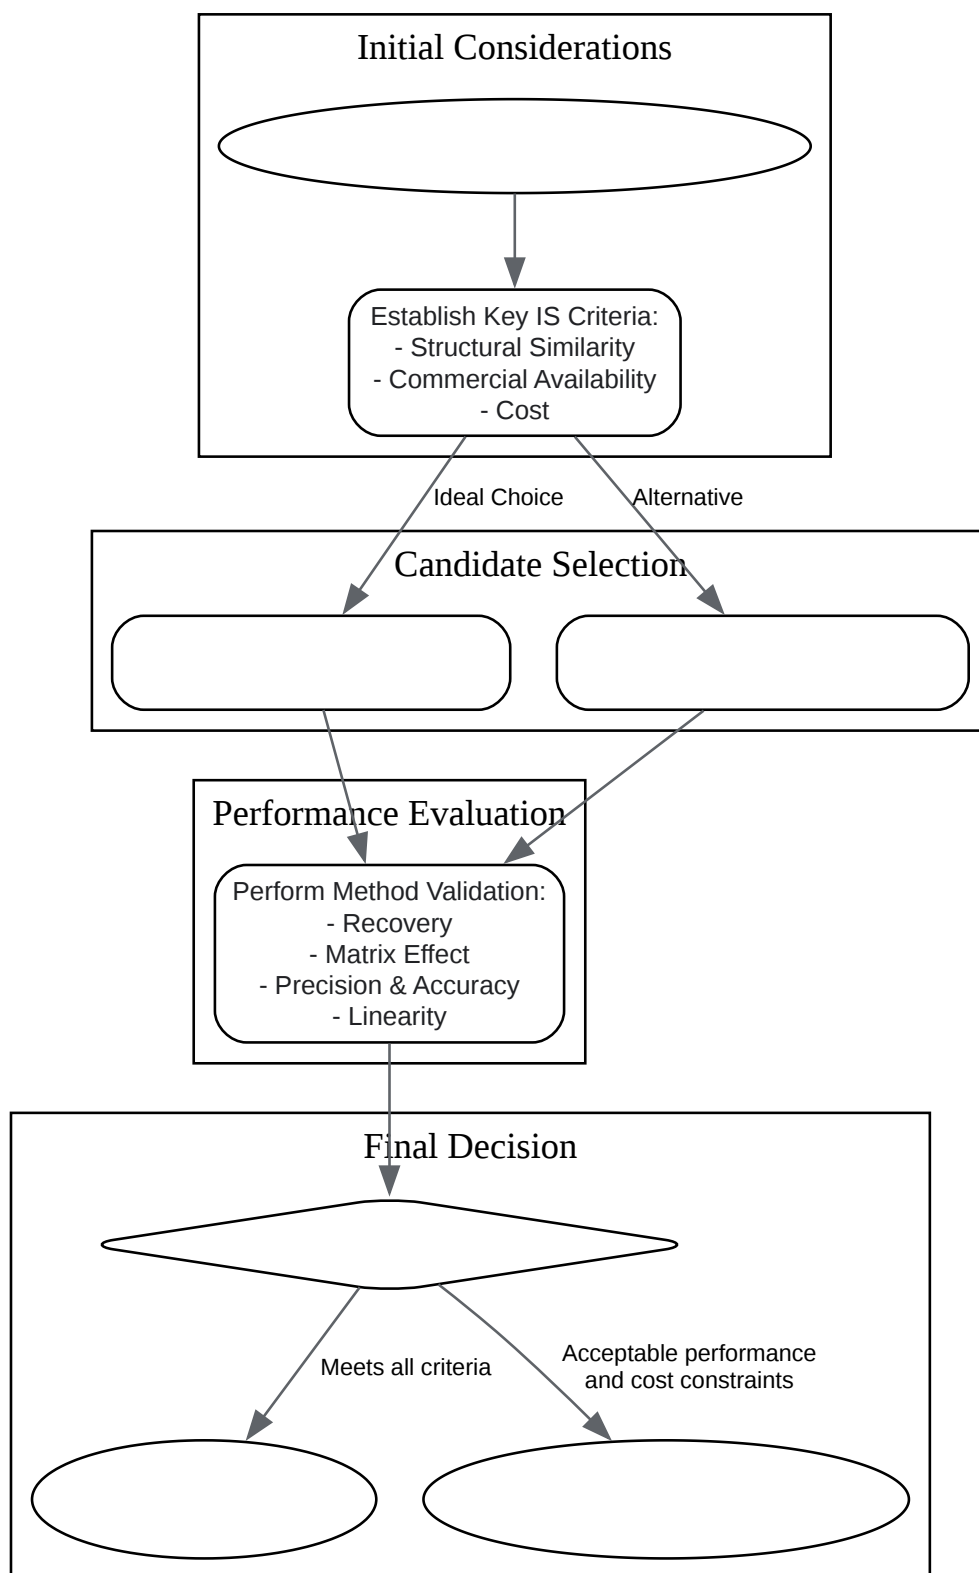 Initial Considerations
Establish Key IS Criteria:
- Structural Similarity
- Commercial Availability
- Cost
Ideal Choice
Alternative
Candidate Selection
Performance Evaluation
Perform Method Validation:
- Recovery
- Matrix Effect
- Precision & Accuracy
- Linearity
Final Decision
Meets all criteria
Acceptable performance
and cost constraints